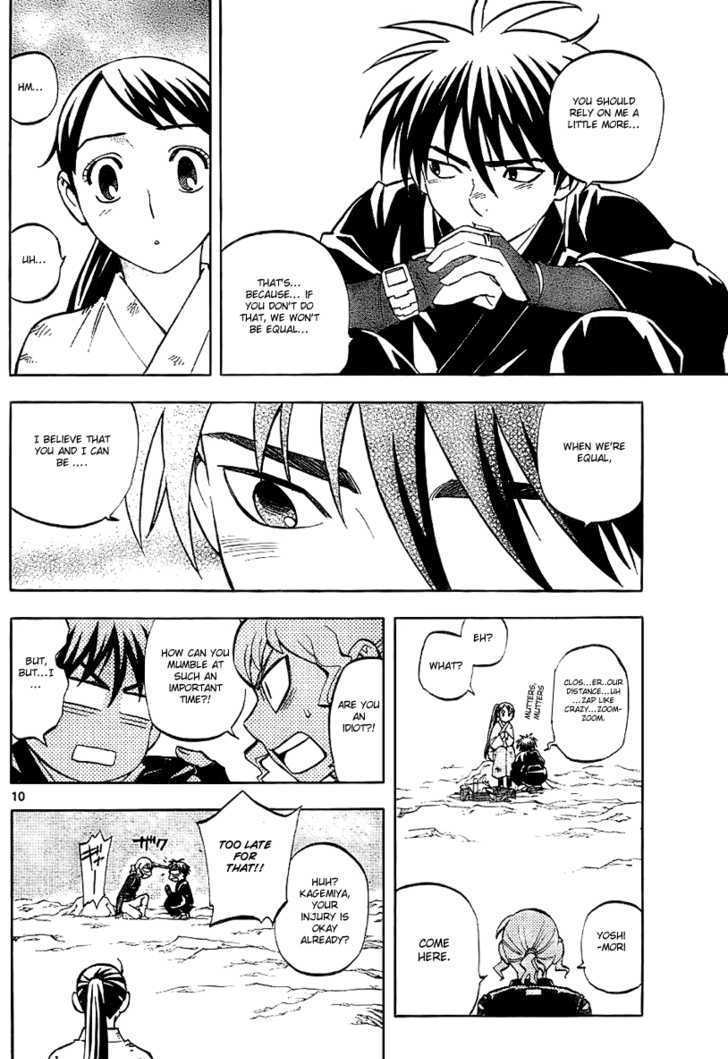 YOU SHOULD
RELY ON ME A
LITTLE MORE...
THAT'S...
BECAUSE... IF
YOU DON'T DO
THAT, WE WON'T
BE EQUAL...
HM...
UH...
WHEN WE'RE
EQUAL,
I BELIEVE THAT
YOU AND I CAN
BE ....
CLOS...ER..OUR
DISTANCE...UH
...ZAP LIKE
CRAZY...ZOOM-
ZOOM.
MUTTERS,
MUTTERS
EH?
WHAT?
YOSHI
-MORI
COME
HERE.
ARE YOU
AN
IDIOT?!
HOW CAN YOU
MUMBLE AT
SUCH AN
IMPORTANT
TIME?!
BUT,
BUT...I
...
10
TOO LATE
FOR
THAT!!
HUH?
KAGEMIYA,
YOUR
INJURY IS
OKAY
ALREADY?
ザワ